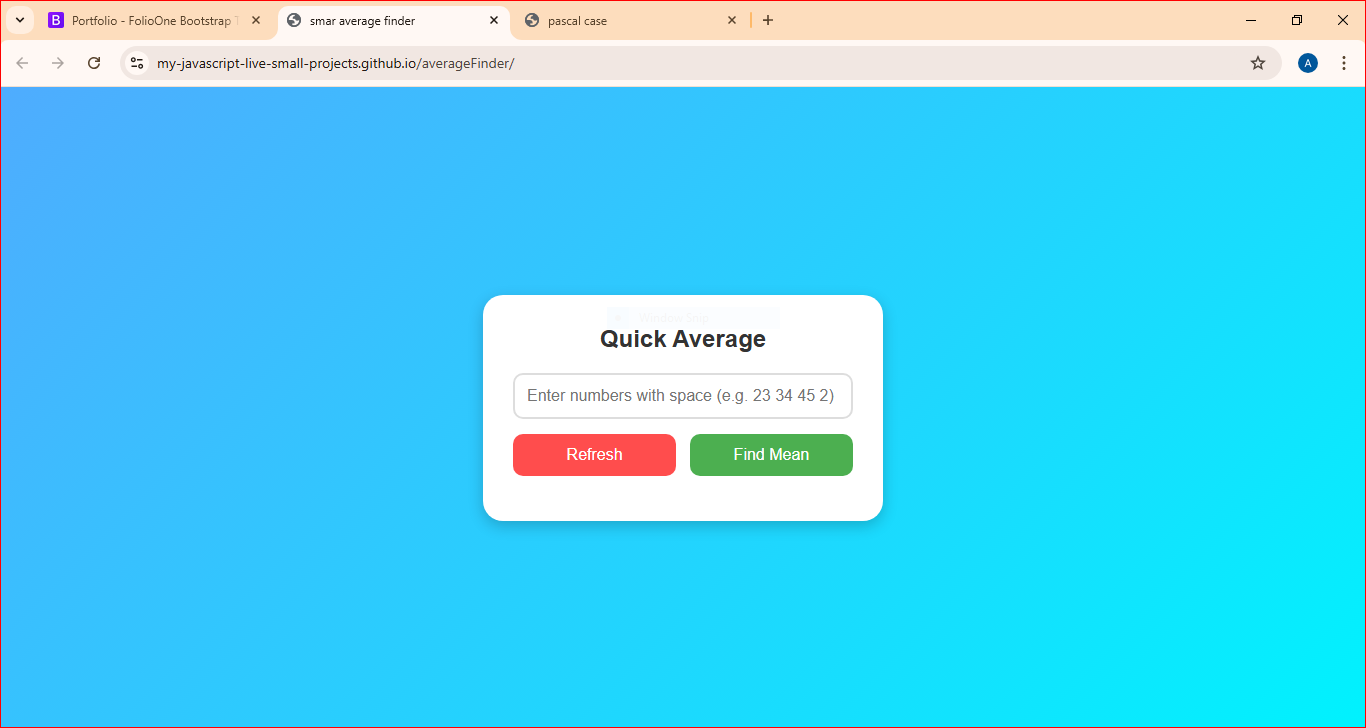 Portfolio - FolioOne Bootstrap
smar average finder
pascal case
my-javascript-live-small-projects.github.io/averageFinder/
A
Quick Average
Enter numbers with space (e.g. 23 34 45 2)
Refresh
Find Mean